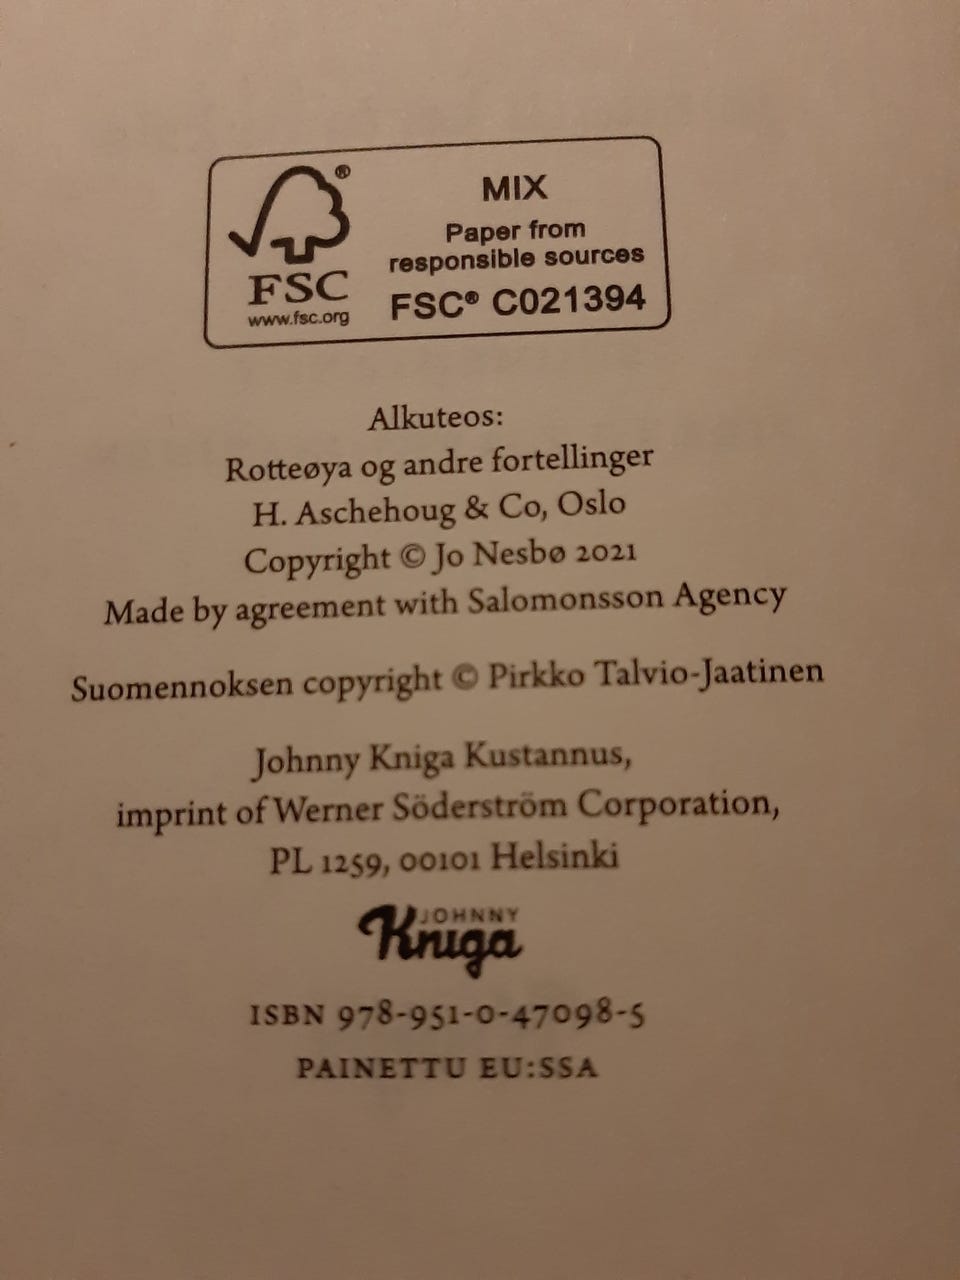 MIX
Paper from
responsible sources
FSC® C021394
®
FSC
www.fsc.org
Alkuteos:
Rotteøya og andre fortellinger
H. Aschehoug & Co, Oslo
Copyright © Jo Nesbø 2021
Made by agreement with Salomonsson Agency
Suomennoksen copyright © Pirkko Talvio-Jaatinen
Johnny Kniga Kustannus,
imprint of Werner Söderström Corporation,
PL 1259, 00101 Helsinki
JOHNNY
Kniga
ISBN 978-951-0-47098-5
PAINETTU EU:SSA